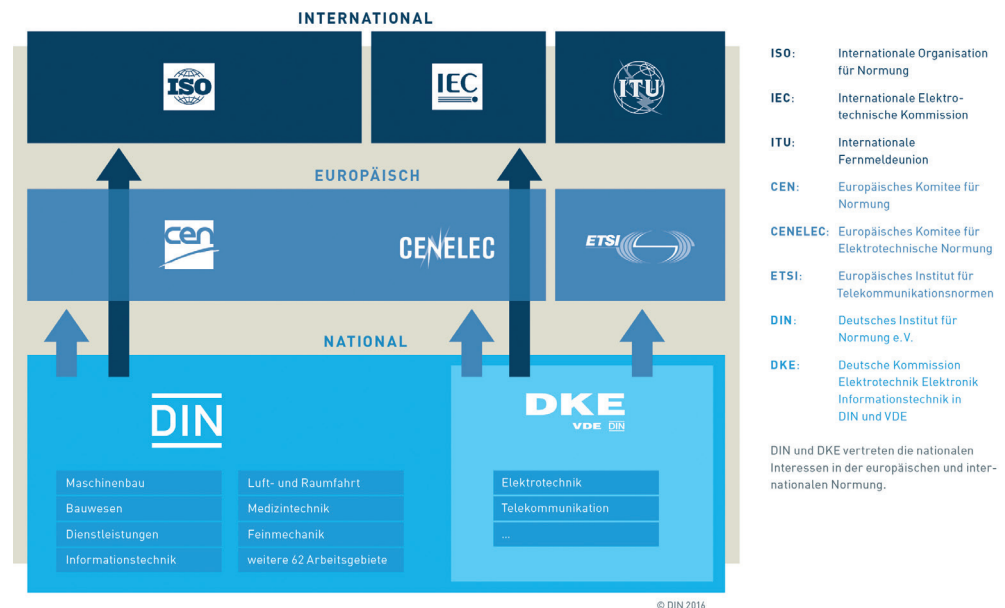 INTERNATIONAL
ISO
IEC
ITU
EUROPÄISCH
cen
CENELEC
ETSI
NATIONAL
DIN
Maschinenbau
Bauwesen
Dienstleistungen
Informationstechnik
Luft- und Raumfahrt
Medizintechnik
Feinmechanik
weitere 62 Arbeitsgebiete
DKE
VDE DIN
Elektrotechnik
Telekommunikation
...
ISO: Internationale Organisation
für Normung
IEC: Internationale Elektro-
technische Kommission
ITU: Internationale
Fernmeldeunion
CEN: Europäisches Komitee für
Normung
CENELEC: Europäisches Komitee für
Elektrotechnische Normung
ETSI: Europäisches Institut für
Telekommunikationsnormen
DIN: Deutsches Institut für
Normung e.V.
DKE: Deutsche Kommission
Elektrotechnik Elektronik
Informationstechnik in
DIN und VDE
DIN und DKE vertreten die nationalen
Interessen in der europäischen und inter-
nationalen Normung.
© DIN 2016